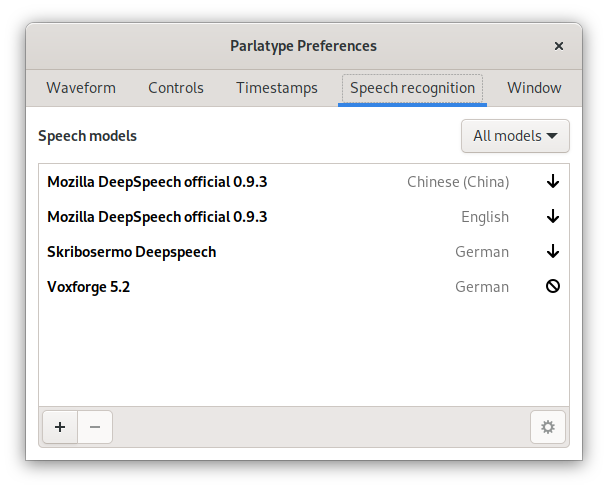 Parlatype Preferences
Waveform Controls Timestamps Speech recognition Window
Speech models All models
Mozilla DeepSpeech official 0.9.3 Chinese (China)
Mozilla DeepSpeech official 0.9.3 English
Skribosermo Deepspeech German
Voxforge 5.2 German